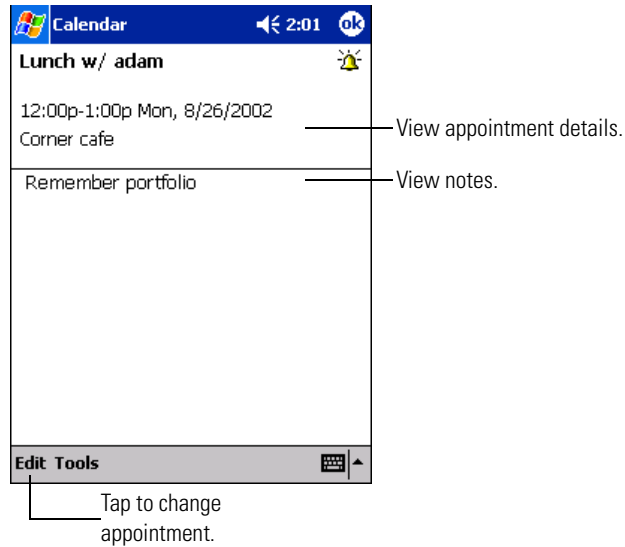 Calendar 2:01 ok
Lunch w/ adam
12:00p-1:00p Mon, 8/26/2002
View appointment details.
Corner cafe
Remember portfolio
View notes.
Edit Tools
Tap to change
appointment.